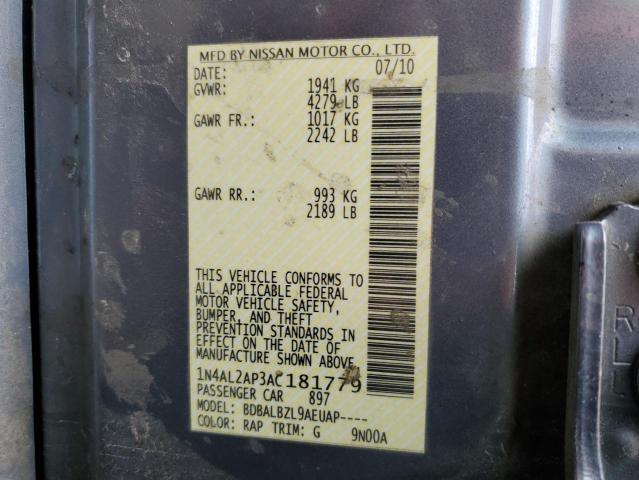 MFD BY NISSAN MOTOR CO., LTD.
DATE: 07/10
GVWR: 1941 KG
4279 LB
GAWR FR.: 1017 KG
2242 LB
GAWR RR.: 993 KG
2189 LB
THIS VEHICLE CONFORMS TO
ALL APPLICABLE FEDERAL
MOTOR VEHICLE SAFETY,
BUMPER, AND THEFT
PREVENTION STANDARDS IN
EFFECT ON THE DATE OF
MANUFACTURE SHOWN ABOVE.
1N4AL2AP3AC181779
PASSENGER CAR 897
MODEL: BDBALBZL9AEUAP----
COLOR: RAP TRIM: G 9N00A
R
L
L